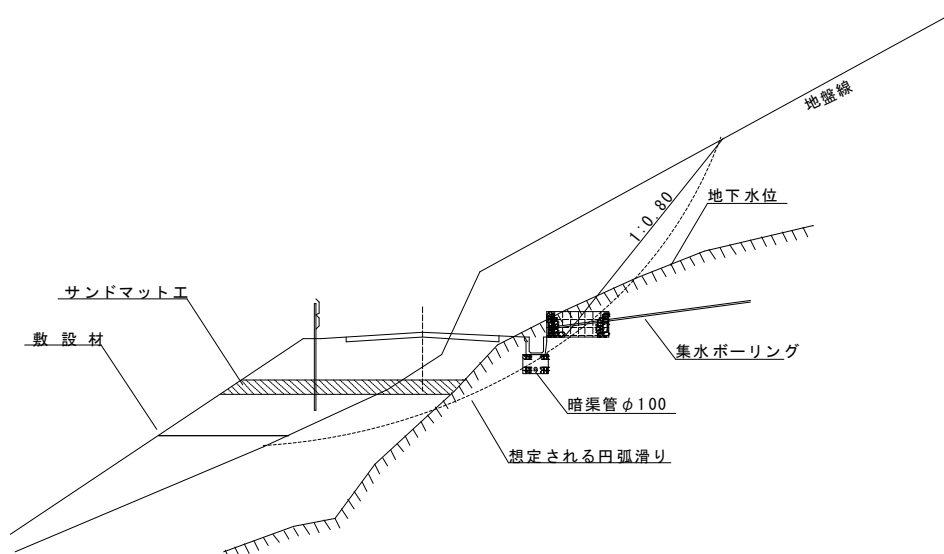 地盤線
地下水位
1:0.80
サンドマット工
敷 設 材
集水ボーリング
暗渠管φ100
想定される円弧滑り